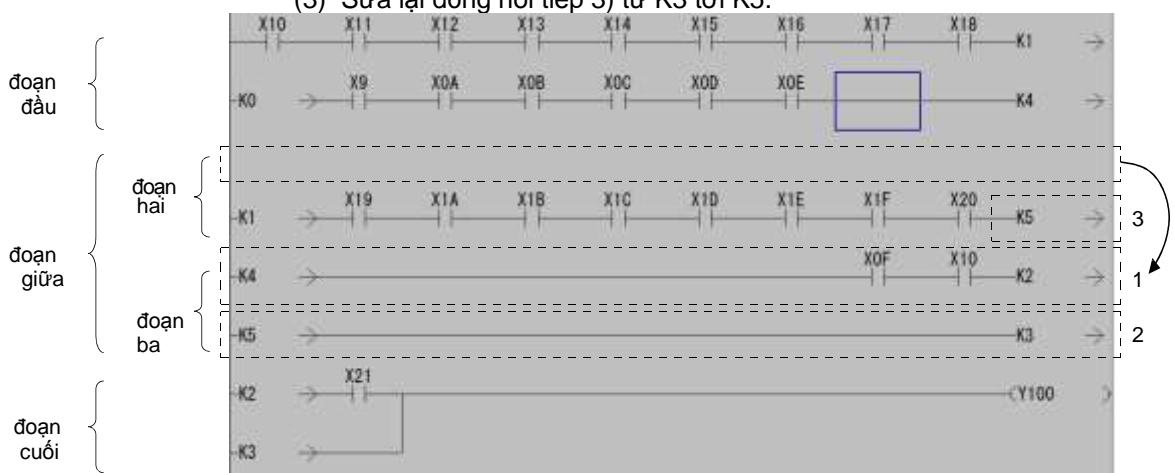 (3) Sửa lại dòng nối tiếp 3) từ K3 tới K5.
X10 X11 X12 X13 X14 X15 X16 X17 X18 K1
đoạn đầu
X9 X0A X0B X0C X0D X0E
K0 K4
đoạn hai
X19 X1A X1B X1C X1D X1E X1F X20
K1 K5 3
đoạn giữa
X0F X10
K4 K2 1
đoạn ba
K5 K3 2
X21
K2 Y100
đoạn cuối
K3